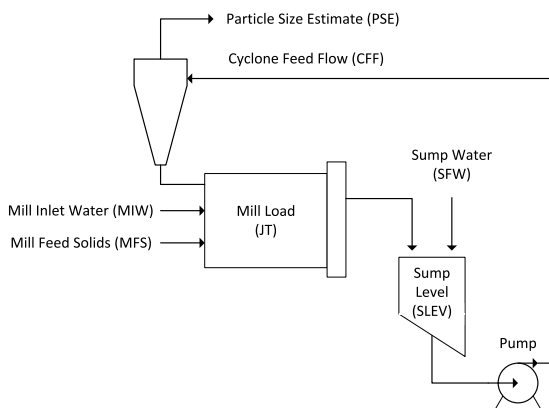 Particle Size Estimate (PSE)
Cyclone Feed Flow (CFF)
Sump Water
(SFW)
Mill Inlet Water (MIW)
Mill Load
(JT)
Mill Feed Solids (MFS)
Sump
Level
(SLEV)
Pump